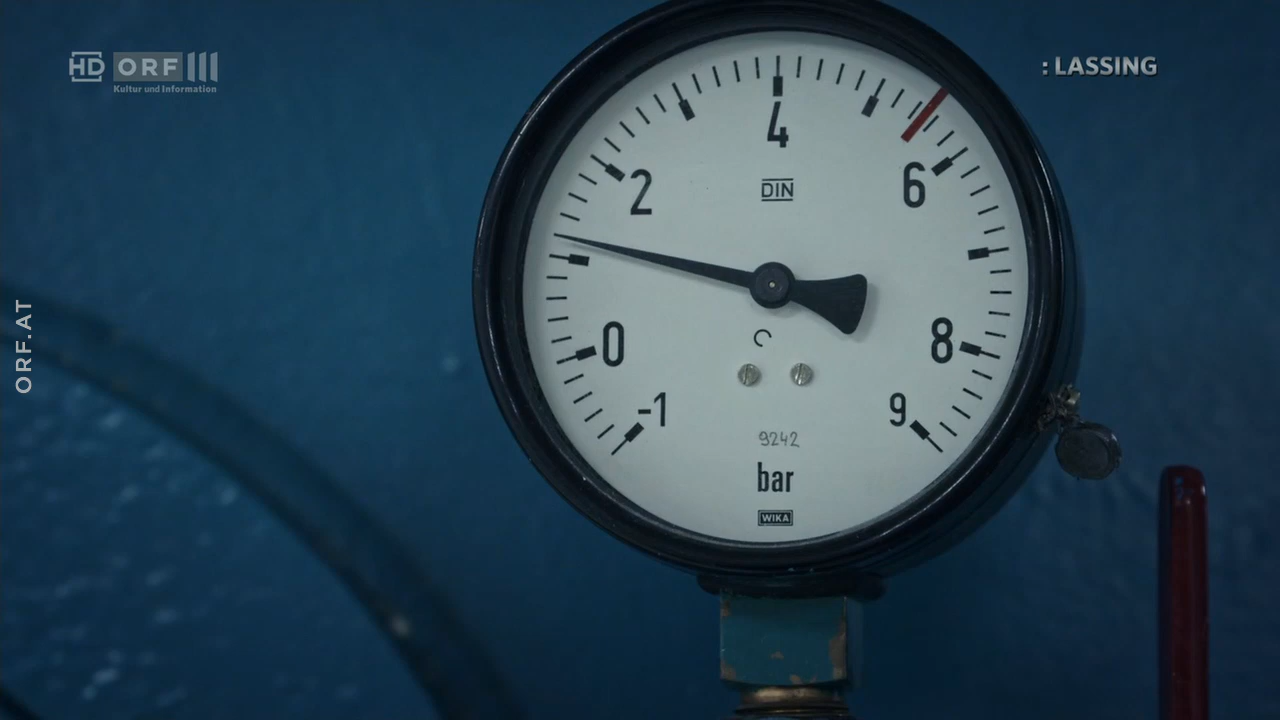 HD ORF III
Kultur und Information
: LASSING
ORF.AT
4
2
DIN
6
0
8
-1
9
9242
bar
WIKA